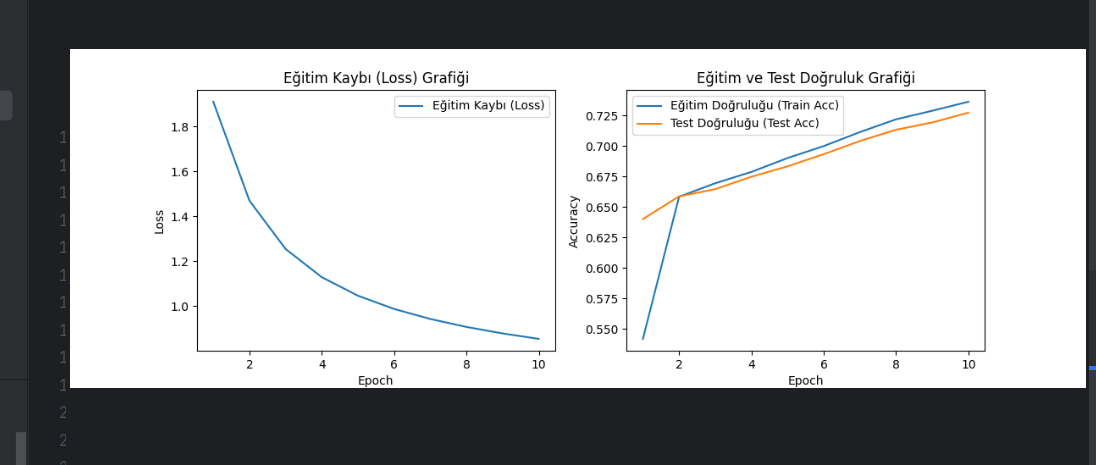 Eğitim Kaybı (Loss) Grafiği
Eğitim Kaybı (Loss)
1.8
1.6
1.4
1.2
1.0
Loss
2 4 6 8 10
Epoch
Eğitim ve Test Doğruluk Grafiği
Eğitim Doğruluğu (Train Acc)
Test Doğruluğu (Test Acc)
0.725
0.700
0.675
0.650
0.625
0.600
0.575
0.550
Accuracy
2 4 6 8 10
Epoch